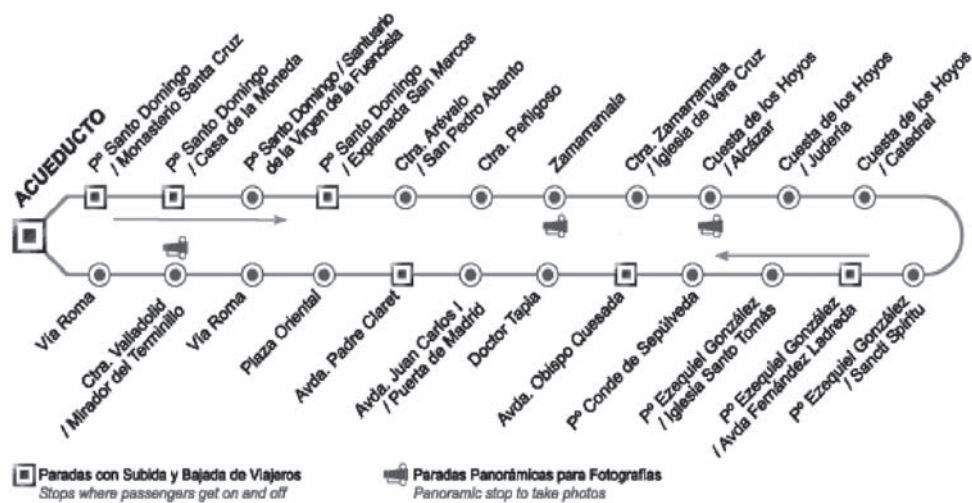 ACUEDUCTO
Pº Santo Domingo
/ Monasterio Santa Cruz
Pº Santo Domingo
/ Casa de la Moneda
Pº Santo Domingo / Santuario
de la Virgen de la Fuencisla
Pº Santo Domingo
/ Explanada San Marcos
Ctra. Arévalo
/ San Pedro Abanto
Ctra. Peñigoso
Zamarramala
Ctra. Zamarramala
/ Iglesia de Vera Cruz
Cuesta de los Hoyos
/ Alcázar
Cuesta de los Hoyos
/ Judería
Cuesta de los Hoyos
/ Catedral
Vía Roma
Ctra. Valladolid
/ Mirador del Terminillo
Vía Roma
Plaza Oriental
Avda. Padre Claret
Avda. Juan Carlos I
/ Puerta de Madrid
Doctor Tapia
Avda. Obispo Quesada
Pº Conde de Sepúlveda
Pº Ezequiel González
/ Iglesia Santo Tomás
Pº Ezequiel González
/ Avda Fernández Ladreda
Pº Ezequiel González
/ Sancti Spiritu
Paradas con Subida y Bajada de Viajeros
Stops where passengers get on and off
Paradas Panorámicas para Fotografías
Panoramic stop to take photos